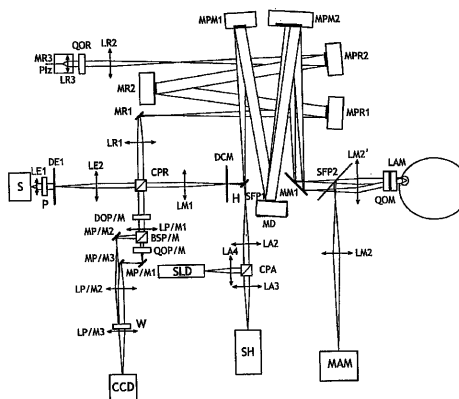 MPM1
MPM2
QOR
LR2
MR3
Piz
LR3
MR2
MPR2
MR1
MPR1
LR1
DE1
LE1
LE2
CPR
DCM
SFP2
LM2'
LAM
S
P
LM1
H
SFP1
MM1
QOM
MD
DOP/M
LP/M1
MP/M2
BSP/M
QOP/M
MP/M3
MP/M1
LA2
LA4
CPA
SLD
LA3
LM2
LP/M2
LP/M3
W
SH
MAM
CCD